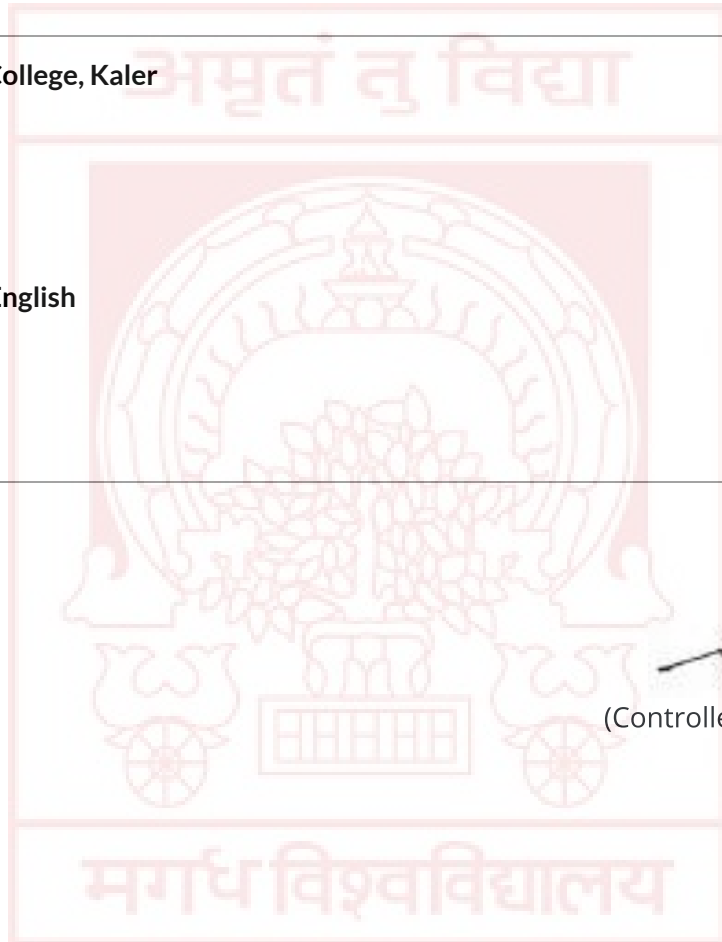 अमृतं तु विद्या
College, Kaler
English
(Controlle
मगध विश्वविद्यालय